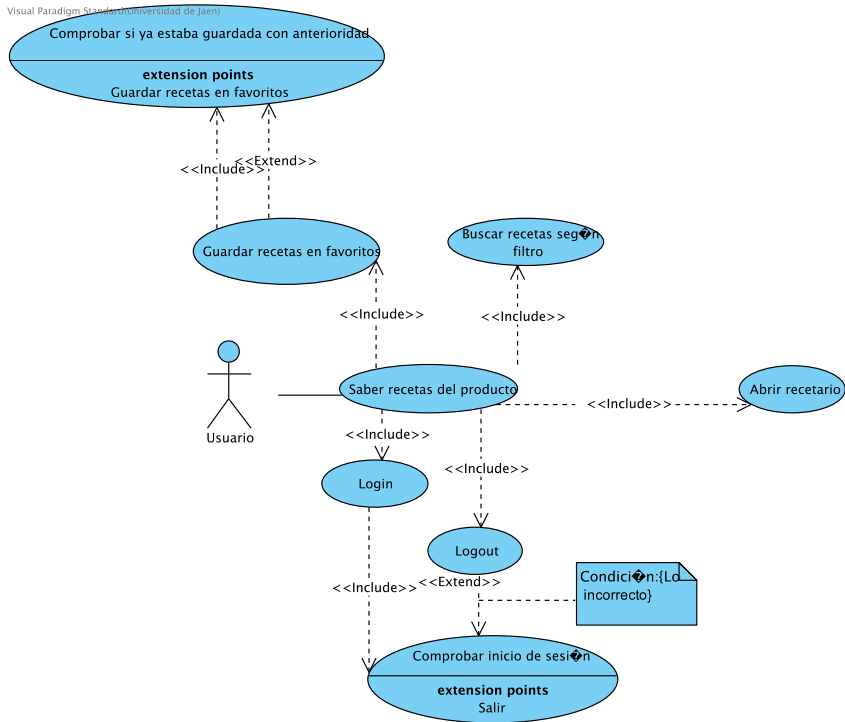 Visual Paradigm Standard(Universidad de Jaen)
Comprobar si ya estaba guardada con anterioridad
extension points
Guardar recetas en favoritos
<<Include>>
<<Extend>>
Guardar recetas en favoritos
Buscar recetas seg�n
filtro
<<Include>>
<<Include>>
Saber recetas del producto
<<Include>>
Abrir recetario
Usuario
<<Include>>
<<Include>>
Login
Logout
<<Extend>>
<<Include>>
Condici�n:{Lo
incorrecto}
Comprobar inicio de sesi�n
extension points
Salir